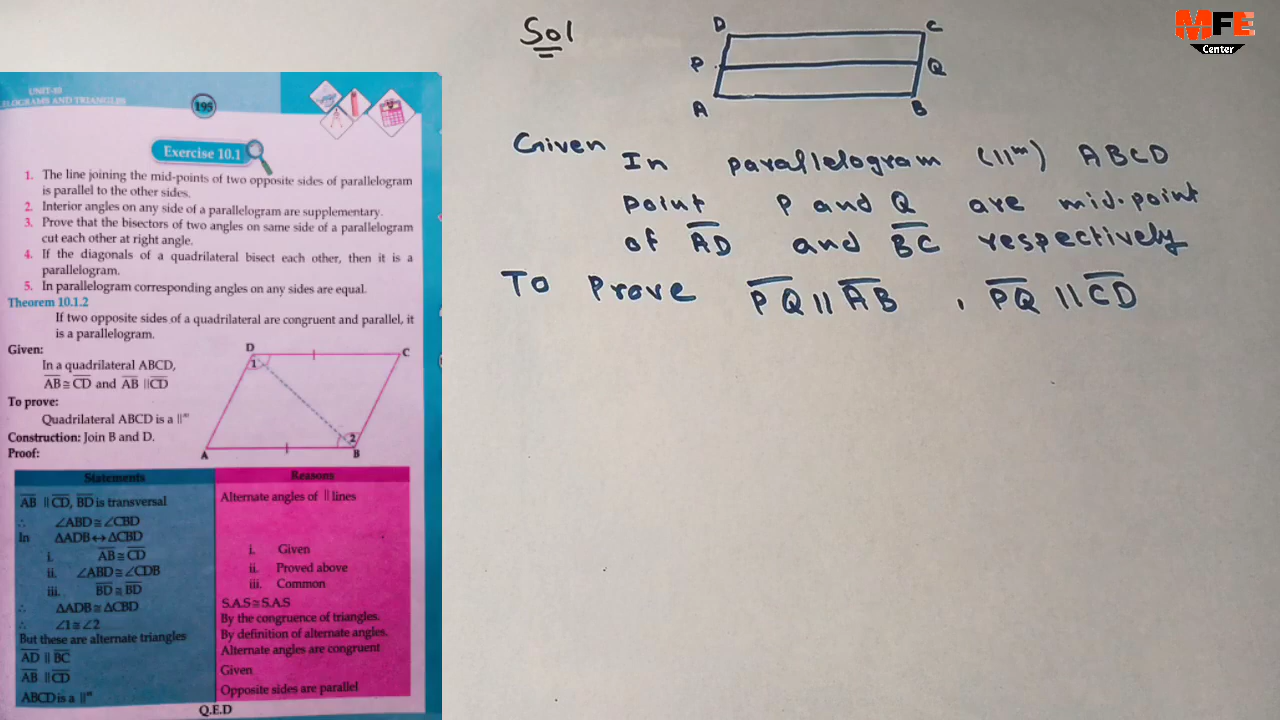 UNIT-10
ELOGRAMS AND TRIANGLES
195
Exercise 10.1
1. The line joining the mid-points of two opposite sides of parallelogram
is parallel to the other sides.
2. Interior angles on any side of a parallelogram are supplementary.
3. Prove that the bisectors of two angles on same side of a parallelogram
cut each other at right angle.
4. If the diagonals of a quadrilateral bisect each other, then it is a
parallelogram.
5. In parallelogram corresponding angles on any sides are equal.
Theorem 10.1.2
If two opposite sides of a quadrilateral are congruent and parallel, it
is a parallelogram.
Given:
In a quadrilateral ABCD,
AB ≅ CD and AB ||CD
To prove:
Quadrilateral ABCD is a ||m
Construction: Join B and D.
Proof:
D
C
1
2
A
B
Statements
AB || CD, BD is transversal
∴ ∠ABD ≅ ∠CBD
In ΔADB ↔ ΔCBD
i. AB ≅ CD
ii. ∠ABD ≅ ∠CDB
iii. BD ≅ BD
∴ ΔADB ≅ ΔCBD
∴ ∠1 ≅ ∠2
But these are alternate triangles
AD || BC
AB || CD
ABCD is a ||m
Reasons
Alternate angles of || lines
i. Given
ii. Proved above
iii. Common
S.A.S ≅ S.A.S
By the congruence of triangles.
By definition of alternate angles.
Alternate angles are congruent
Given
Opposite sides are parallel
Q.E.D
Sol
D
C
P
Q
A
B
Given In parallelogram (||m) ABCD
point P and Q are mid-point
of AD and BC respectively
To Prove PQ || AB , PQ || CD
MFE
Center